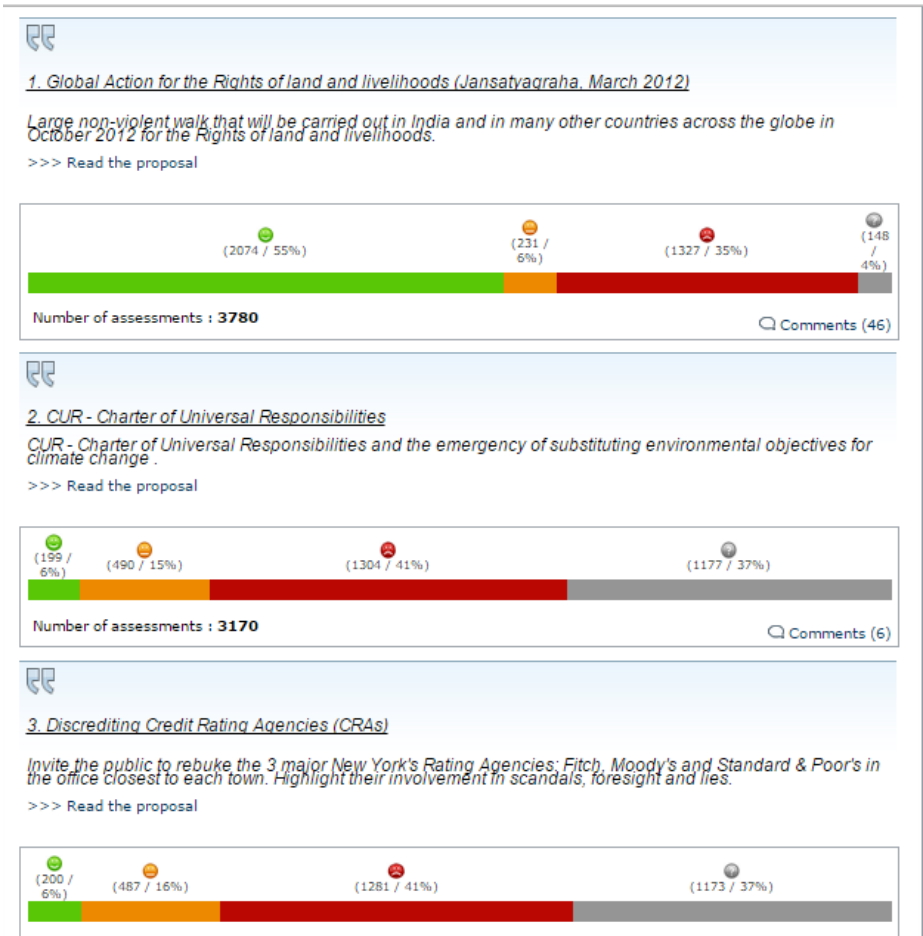 1. Global Action for the Rights of land and livelihoods (Jansatyagraha, March 2012)
Large non-violent walk that will be carried out in India and in many other countries across the globe in
October 2012 for the Rights of land and livelihoods.
>>> Read the proposal
(2074 / 55%)
(231 /
6%)
(1327 / 35%)
(148
/
4%)
Number of assessments : 3780
Comments (46)
2. CUR - Charter of Universal Responsibilities
CUR - Charter of Universal Responsibilities and the emergency of substituting environmental objectives for
climate change .
>>> Read the proposal
(199 /
6%)
(490 / 15%)
(1304 / 41%)
(1177 / 37%)
Number of assessments : 3170
Comments (6)
3. Discrediting Credit Rating Agencies (CRAs)
Invite the public to rebuke the 3 major New York's Rating Agencies; Fitch, Moody's and Standard & Poor's in
the office closest to each town. Highlight their involvement in scandals, foresight and lies.
>>> Read the proposal
(200 /
6%)
(487 / 16%)
(1281 / 41%)
(1173 / 37%)